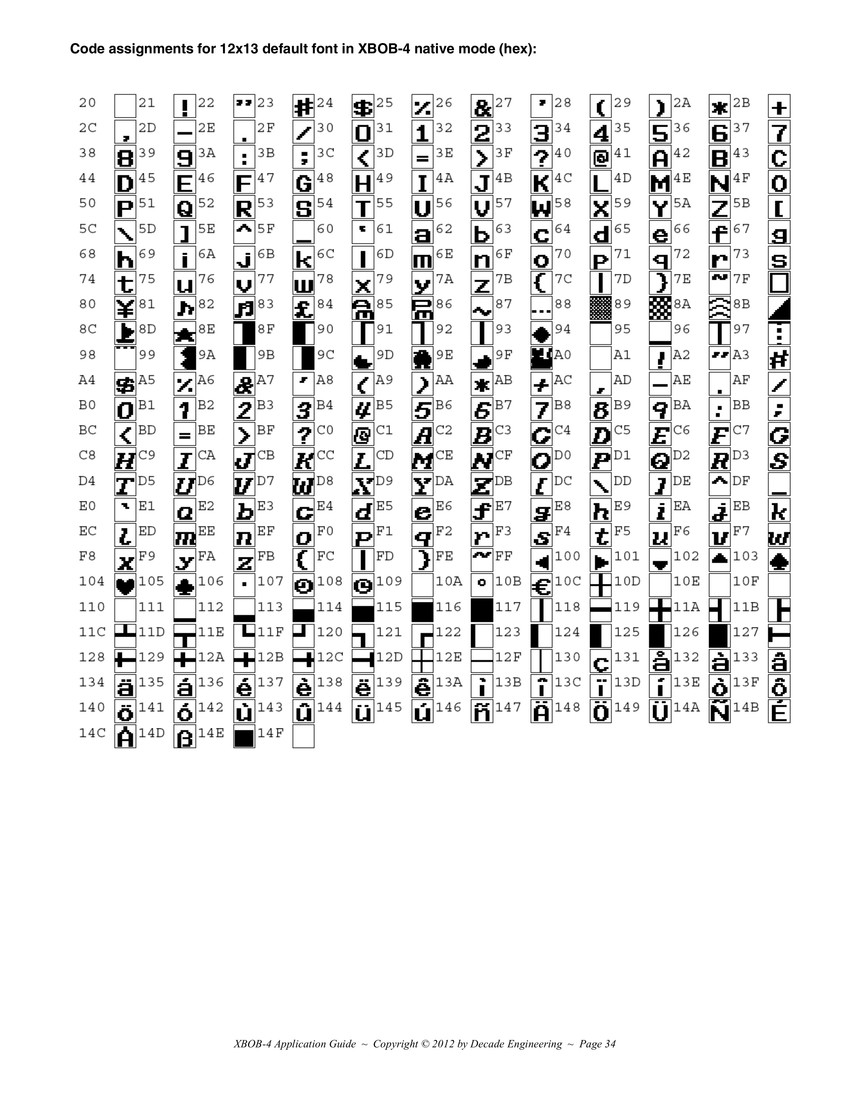 Code assignments for 12x13 default font in XBOB-4 native mode (hex):
20 21 ! 22 " 23 # 24 $ 25 % 26 & 27 ' 28 ( 29 ) 2A * 2B +
2C , 2D – 2E . 2F / 30 0 31 1 32 2 33 3 34 4 35 5 36 6 37 7
38 8 39 9 3A : 3B ; 3C < 3D = 3E > 3F ? 40 @ 41 A 42 B 43 C
44 D 45 E 46 F 47 G 48 H 49 I 4A J 4B K 4C L 4D M 4E N 4F O
50 P 51 Q 52 R 53 S 54 T 55 U 56 V 57 W 58 X 59 Y 5A Z 5B [
5C \ 5D ] 5E ^ 5F _ 60 ` 61 a 62 b 63 c 64 d 65 e 66 f 67 g
68 h 69 i 6A j 6B k 6C l 6D m 6E n 6F o 70 p 71 q 72 r 73 s
74 t 75 u 76 v 77 w 78 x 79 y 7A z 7B { 7C | 7D } 7E ~ 7F
80 ¥ 81 ♪ 82 ♬ 83 £ 84 AM 85 PM 86 ~ 87 … 88 89 8A 8B
8C 8D 8E 8F 90 91 92 93 94 95 96 97
98 99 9A 9B 9C 9D 9E 9F A0 A1 ! A2 " A3 #
A4 $ A5 % A6 & A7 ' A8 ( A9 ) AA * AB + AC , AD – AE . AF /
B0 0 B1 1 B2 2 B3 3 B4 4 B5 5 B6 6 B7 7 B8 8 B9 9 BA : BB ;
BC < BD = BE > BF ? C0 @ C1 A C2 B C3 C C4 D C5 E C6 F C7 G
C8 H C9 I CA J CB K CC L CD M CE N CF O D0 P D1 Q D2 R D3 S
D4 T D5 U D6 V D7 W D8 X D9 Y DA Z DB [ DC \ DD ] DE ^ DF _
E0 ` E1 a E2 b E3 c E4 d E5 e E6 f E7 g E8 h E9 i EA j EB k
EC l ED m EE n EF o F0 p F1 q F2 r F3 s F4 t F5 u F6 v F7 w
F8 x F9 y FA z FB { FC | FD } FE ~ FF ◀ 100 ▶ 101 102 103 ♠
104 ♥ 105 ♣ 106 · 107 108 109 10A ° 10B € 10C 10D 10E 10F
110 111 112 113 114 115 116 117 118 119 11A 11B
11C 11D 11E 11F 120 121 122 123 124 125 126 127
128 129 12A 12B 12C 12D 12E 12F 130 ç 131 å 132 à 133 â
134 ä 135 á 136 é 137 è 138 ë 139 ê 13A ì 13B î 13C ï 13D í 13E ò 13F ô
140 ö 141 ó 142 ù 143 û 144 ü 145 ú 146 ñ 147 Ä 148 Ö 149 Ü 14A Ñ 14B É
14C Å 14D ß 14E 14F
XBOB-4 Application Guide ~ Copyright © 2012 by Decade Engineering ~ Page 34